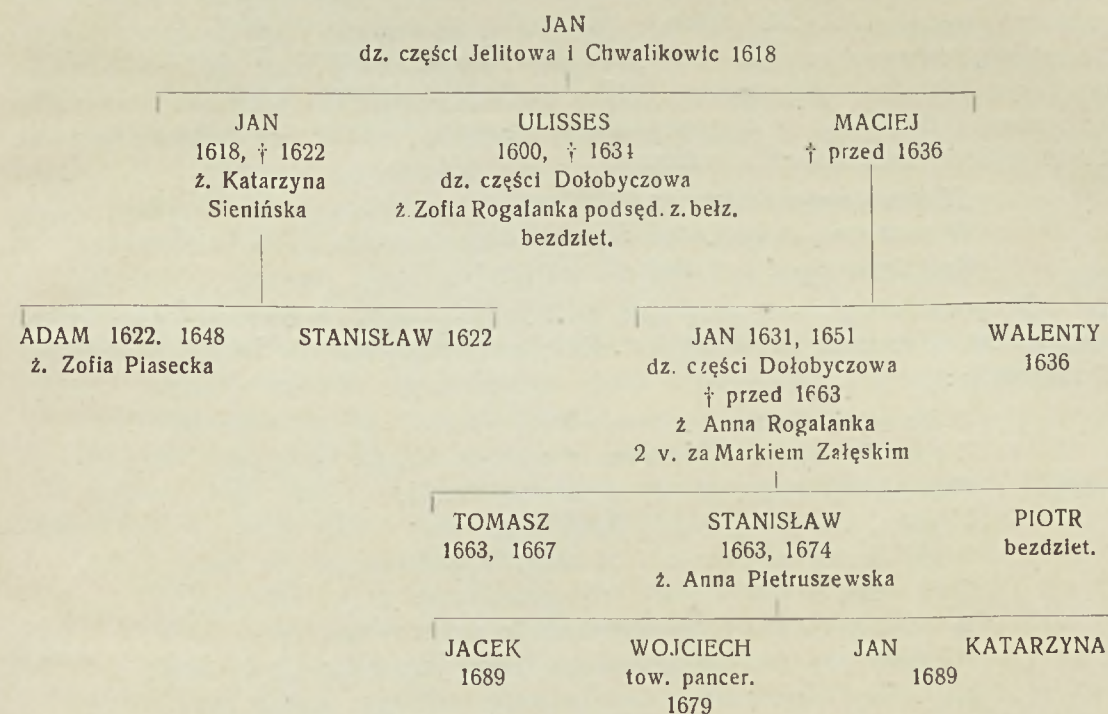 JAN
dz. części Jelitowa i Chwalikowic 1618
JAN
1618, † 1622
ż. Katarzyna
Sienińska
ULISSES
1600, † 1634
dz. części Dołobyczowa
ż. Zofia Rogalanka podsęd. z. bełz.
bezdziet.
MACIEJ
† przed 1636
ADAM 1622. 1648
ż. Zofia Piasecka
STANISŁAW 1622
JAN 1631, 1651
dz. części Dołobyczowa
† przed 1663
ż Anna Rogalanka
2 v. za Markiem Załęskim
WALENTY
1636
TOMASZ
1663, 1667
STANISŁAW
1663, 1674
ż. Anna Pietruszewska
PIOTR
bezdziet.
JACEK
1689
WOJCIECH
tow. pancer.
1679
JAN KATARZYNA
1689